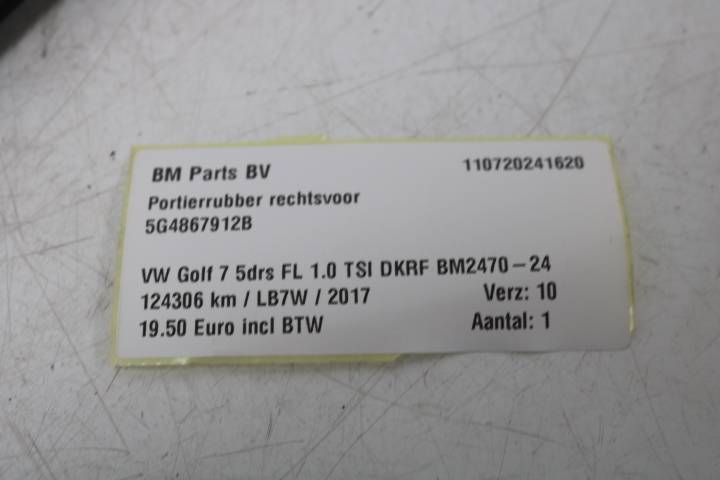 BM Parts BV 110720241620
Portierrubber rechtsvoor
5G4867912B
VW Golf 7 5drs FL 1.0 TSI DKRF BM2470-24
124306 km / LB7W / 2017 Verz: 10
19.50 Euro incl BTW Aantal: 1